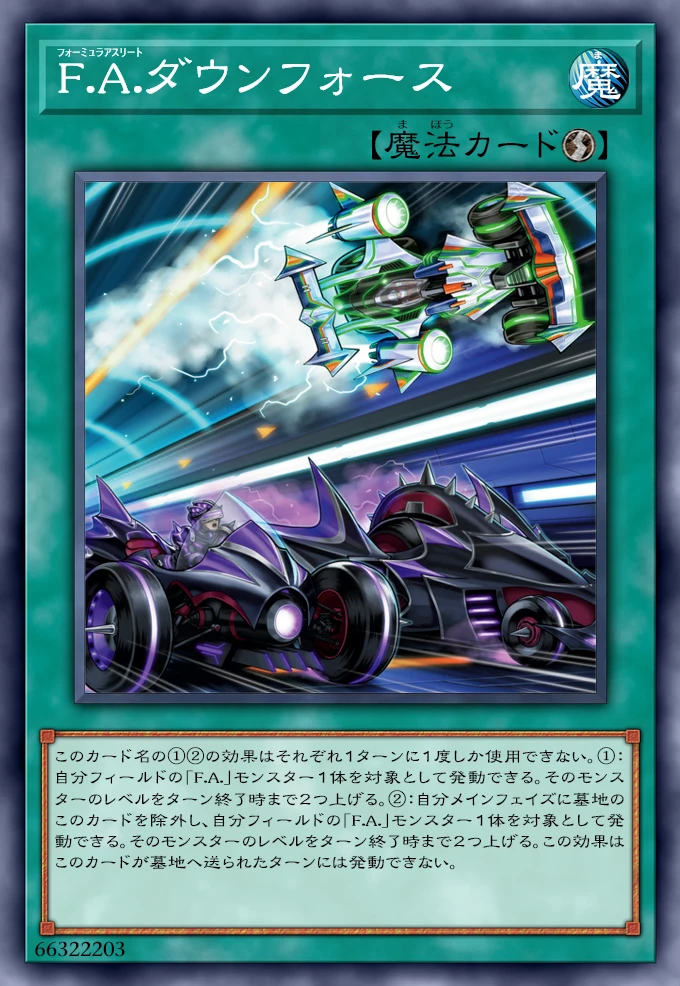 フォーミュラアスリート
F.A.ダウンフォース
ま
魔
ま ほう
【魔法カード】
このカード名の①②の効果はそれぞれ1ターンに1度しか使用できない。①:
自分フィールドの「F.A.」モンスター1体を対象として発動できる。そのモンス
ターのレベルをターン終了時まで2つ上げる。②:自分メインフェイズに墓地の
このカードを除外し、自分フィールドの「F.A.」モンスター1体を対象として発
動できる。そのモンスターのレベルをターン終了時まで2つ上げる。この効果は
このカードが墓地へ送られたターンには発動できない。
66322203